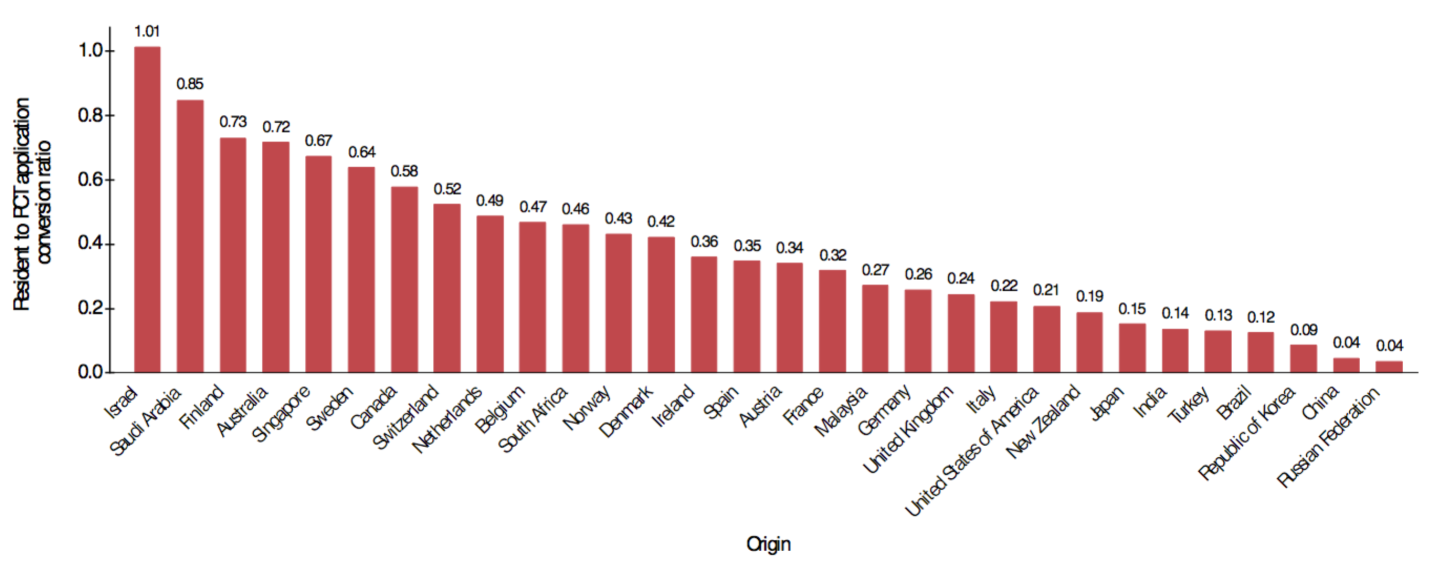 Resident to PCT application
conversion ratio
1.0
0.8
0.6
0.4
0.2
0.0
1.01
0.85
0.73
0.72
0.67
0.64
0.58
0.52
0.49
0.47
0.46
0.43
0.42
0.36
0.35
0.34
0.32
0.27
0.26
0.24
0.22
0.21
0.19
0.15
0.14
0.13
0.12
0.09
0.04
0.04
Israel
Saudi Arabia
Finland
Australia
Singapore
Sweden
Canada
Switzerland
Netherlands
Belgium
South Africa
Norway
Denmark
Ireland
Spain
Austria
France
Malaysia
Germany
United Kingdom
Italy
United States of America
New Zealand
Japan
India
Turkey
Brazil
Republic of Korea
China
Russian Federation
Origin